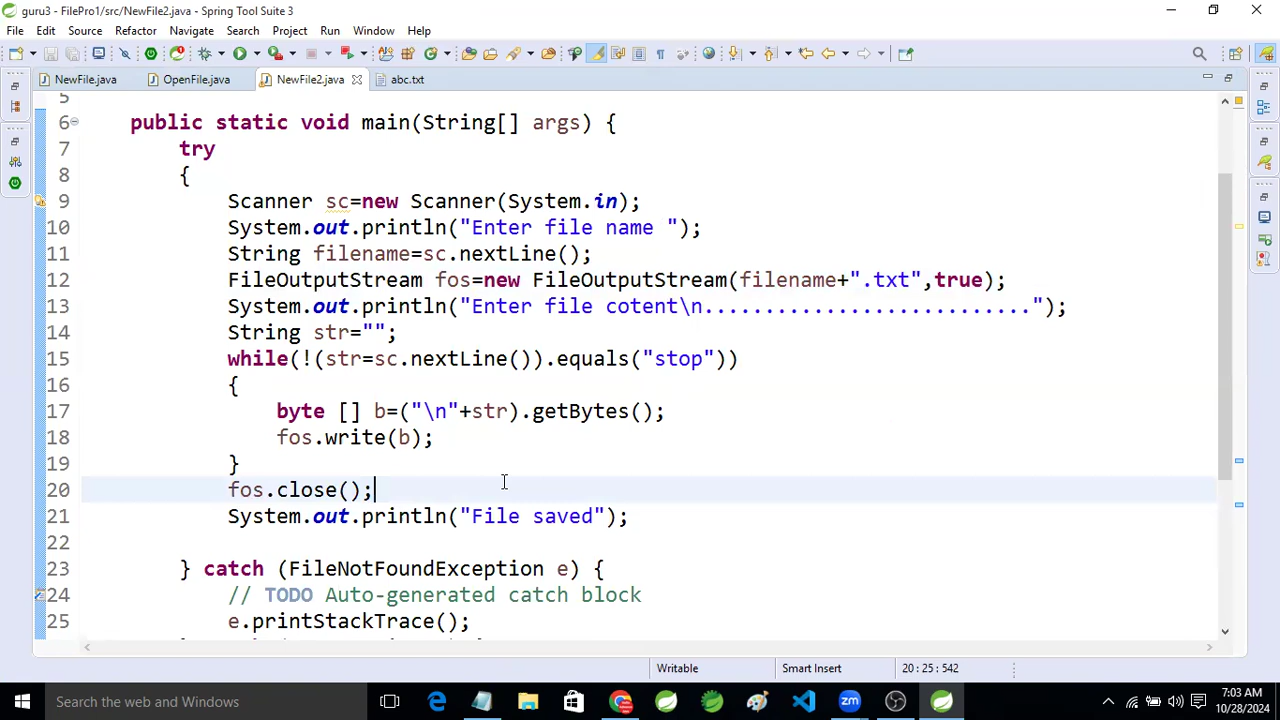 guru3 - FilePro1/src/NewFile2.java - Spring Tool Suite 3
File Edit Source Refactor Navigate Search Project Run Window Help
NewFile.java OpenFile.java NewFile2.java abc.txt
5
6 public static void main(String[] args) {
7 try
8 {
9 Scanner sc=new Scanner(System.in);
10 System.out.println("Enter file name ");
11 String filename=sc.nextLine();
12 FileOutputStream fos=new FileOutputStream(filename+".txt",true);
13 System.out.println("Enter file cotent\n...........................");
14 String str="";
15 while(!(str=sc.nextLine()).equals("stop"))
16 {
17 byte [] b=("\n"+str).getBytes();
18 fos.write(b);
19 }
20 fos.close();
21 System.out.println("File saved");
22
23 } catch (FileNotFoundException e) {
24 // TODO Auto-generated catch block
25 e.printStackTrace();
Writable Smart Insert 20 : 25 : 542
Search the web and Windows
7:03 AM
10/28/2024